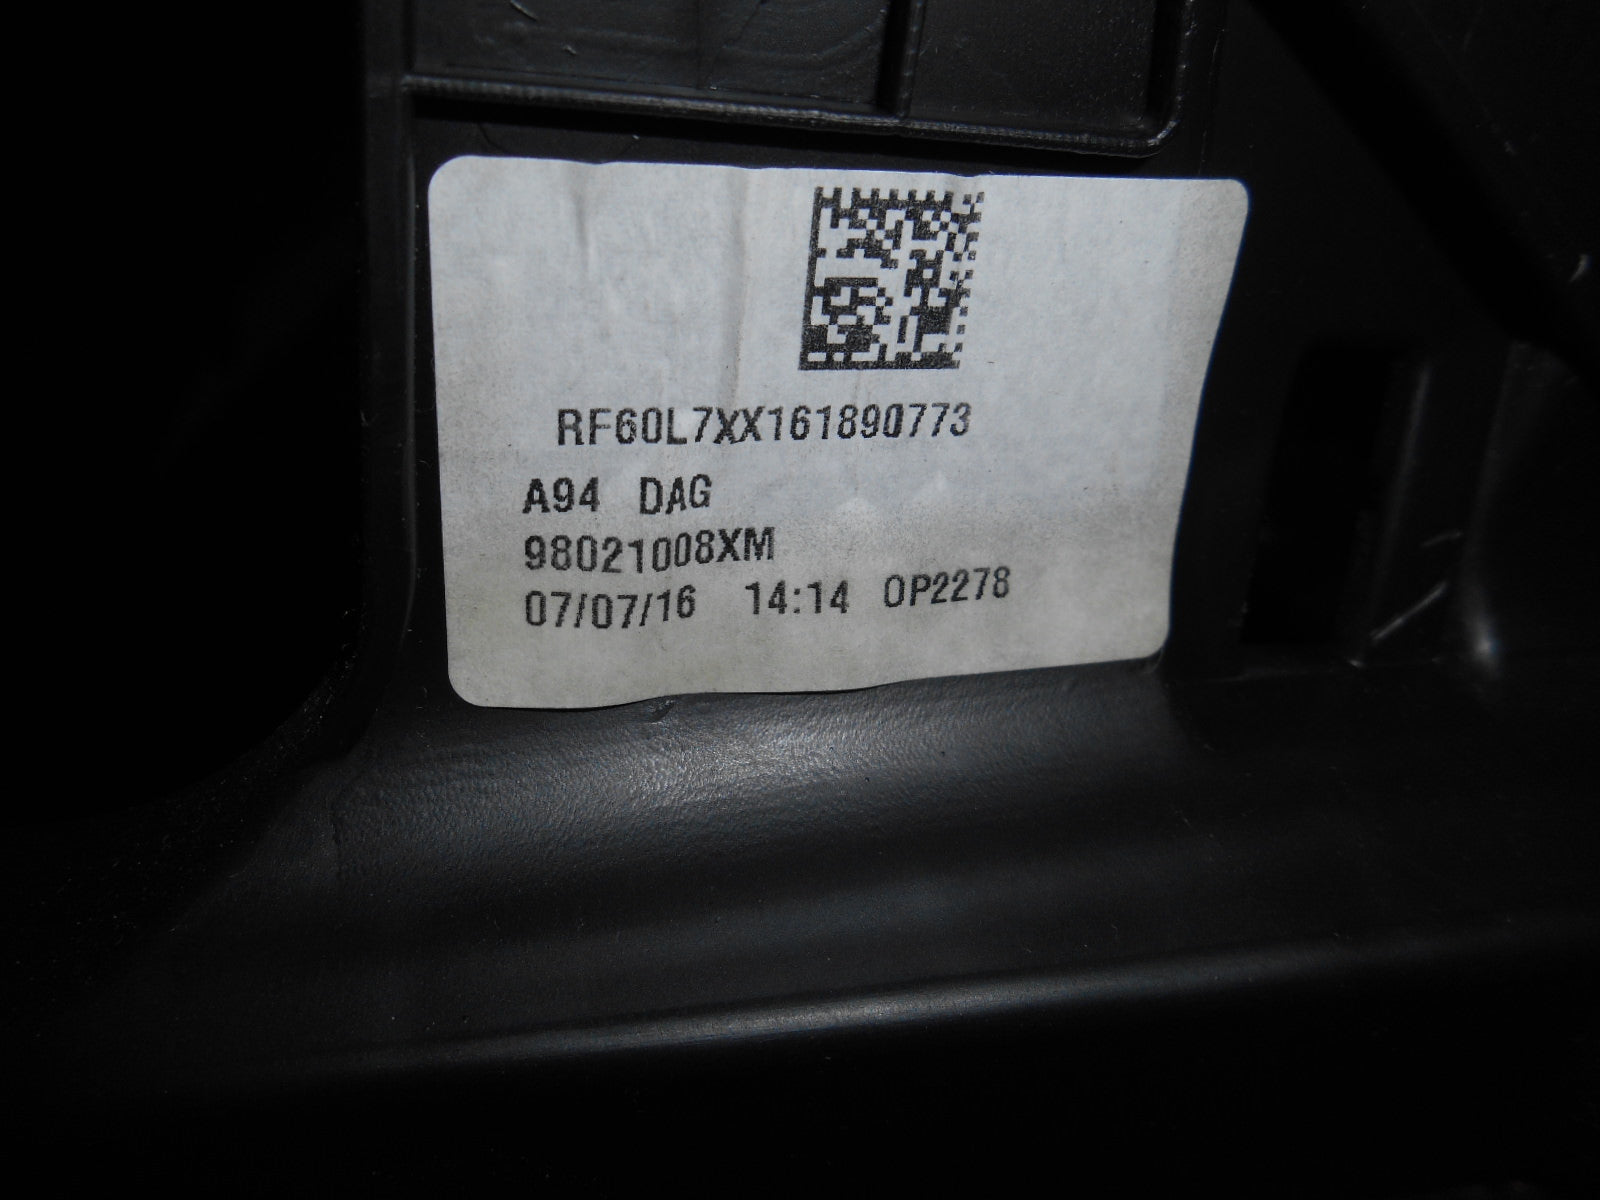 RF60L7XX161890773
A94 DAG
98021008XM
07/07/16 14:14 OP2278